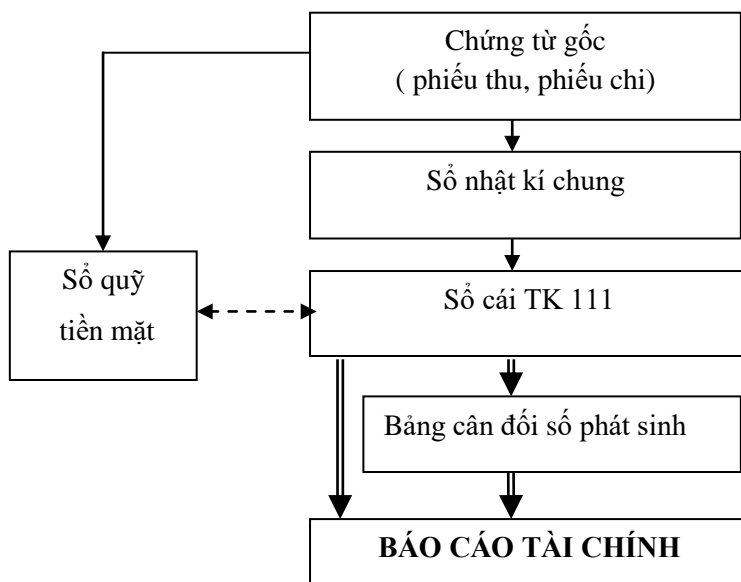 Chứng từ gốc
( phiếu thu, phiếu chi)
Sổ nhật kí chung
Sổ quỹ
tiền mặt
Sổ cái TK 111
Bảng cân đối số phát sinh
BÁO CÁO TÀI CHÍNH